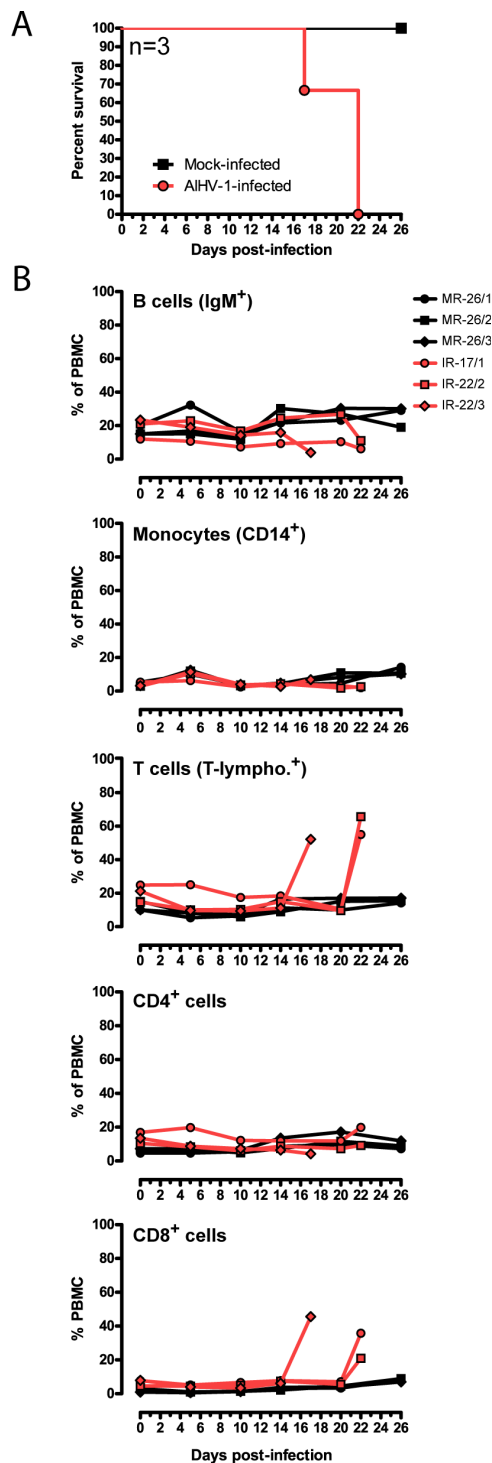 A
Percent survival
100
90
80
70
60
50
40
30
20
10
0
n=3
Mock-infected
AlHV-1-infected
0 2 4 6 8 10 12 14 16 18 20 22 24 26
Days post-infection
B
B cells (IgM+)
% of PBMC
100
80
60
40
20
0
0 2 4 6 8 10 12 14 16 18 20 22 24 26
MR-26/1
MR-26/2
MR-26/3
IR-17/1
IR-22/2
IR-22/3
Monocytes (CD14+)
% of PBMC
100
80
60
40
20
0
0 2 4 6 8 10 12 14 16 18 20 22 24 26
T cells (T-lympho.+)
% of PBMC
100
80
60
40
20
0
0 2 4 6 8 10 12 14 16 18 20 22 24 26
CD4+ cells
% of PBMC
100
80
60
40
20
0
0 2 4 6 8 10 12 14 16 18 20 22 24 26
CD8+ cells
% PBMC
100
80
60
40
20
0
0 2 4 6 8 10 12 14 16 18 20 22 24 26
Days post-infection